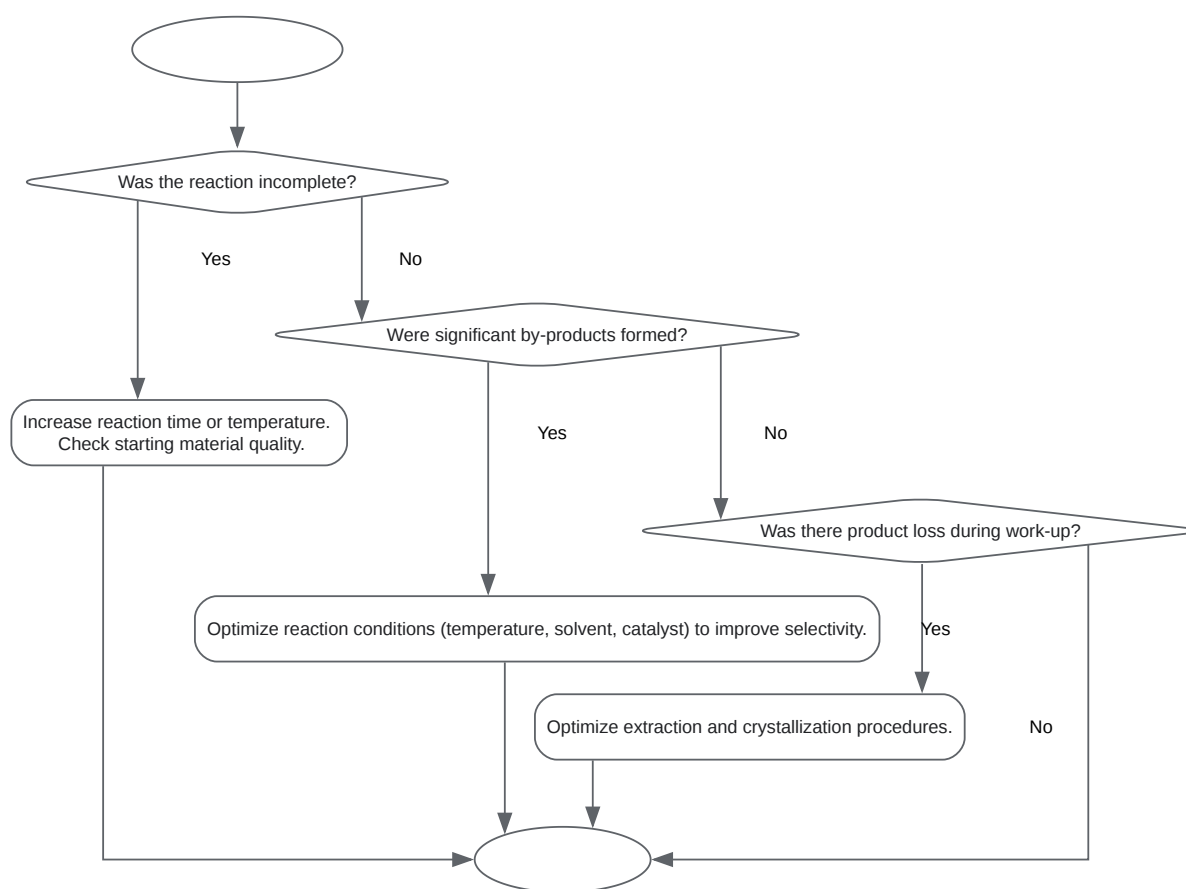 Was the reaction incomplete?
Yes
No
Were significant by-products formed?
Increase reaction time or temperature.
Check starting material quality.
Yes
No
Was there product loss during work-up?
Optimize reaction conditions (temperature, solvent, catalyst) to improve selectivity.
Yes
Optimize extraction and crystallization procedures.
No